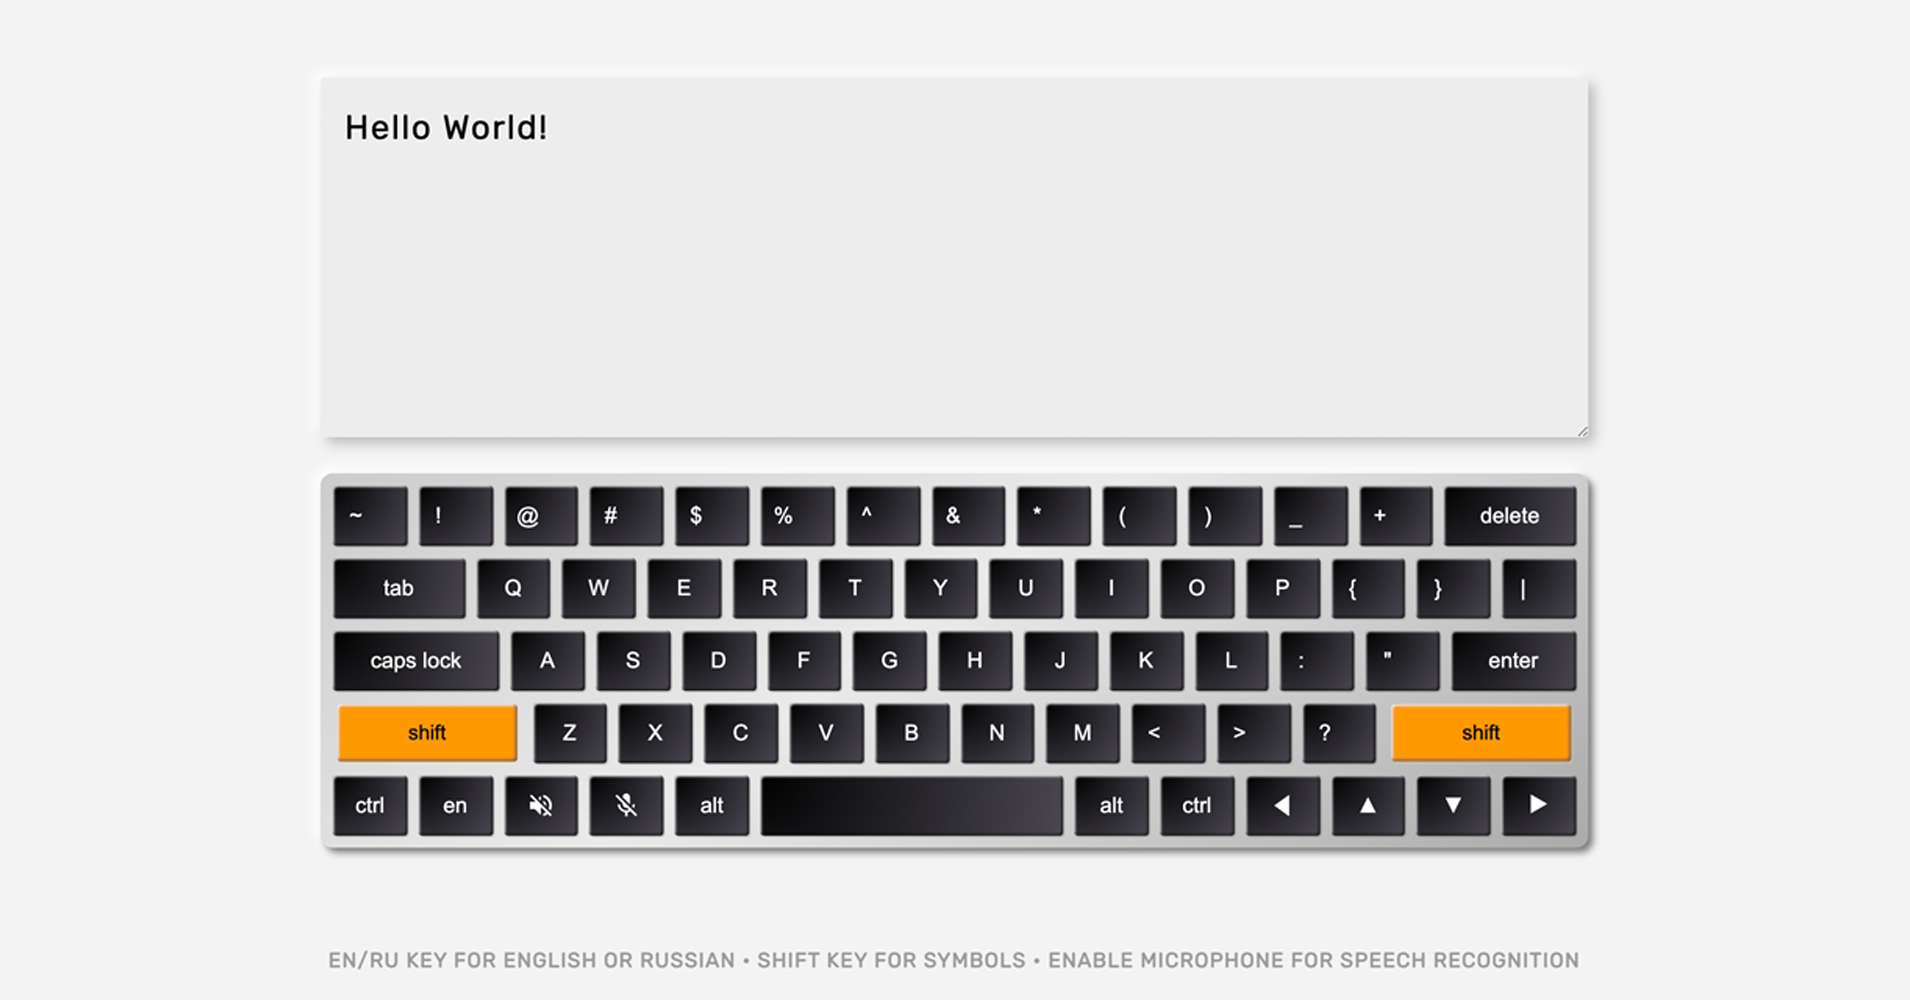 Hello World!
~ ! @ # $ % ^ & * ( ) _ + delete
tab Q W E R T Y U I O P { } |
caps lock A S D F G H J K L : " enter
shift Z X C V B N M < > ? shift
ctrl en alt alt ctrl ◀ ▲ ▼ ▶
EN/RU KEY FOR ENGLISH OR RUSSIAN • SHIFT KEY FOR SYMBOLS • ENABLE MICROPHONE FOR SPEECH RECOGNITION